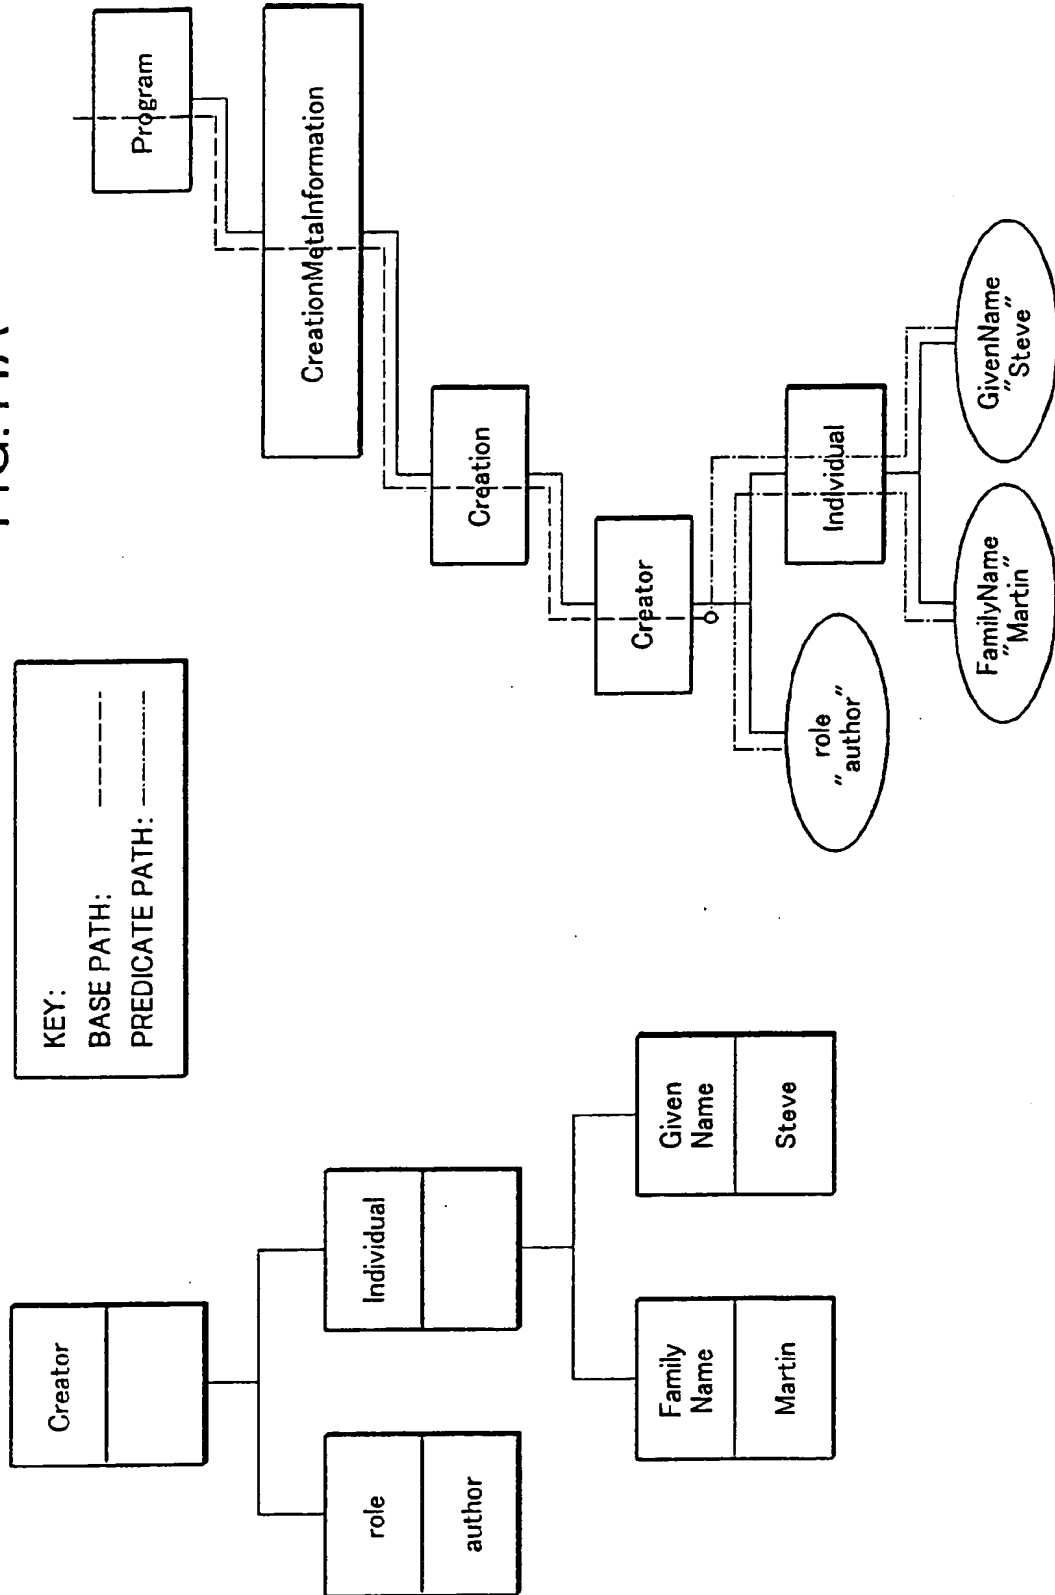 KEY:
BASE PATH:
PREDICATE PATH:
Creator
role
author
Individual
Family
Name
Martin
Given
Name
Steve
Program
CreationMetaInformation
Creation
Creator
role
"author"
Individual
FamilyName
"Martin"
GivenName
"Steve"